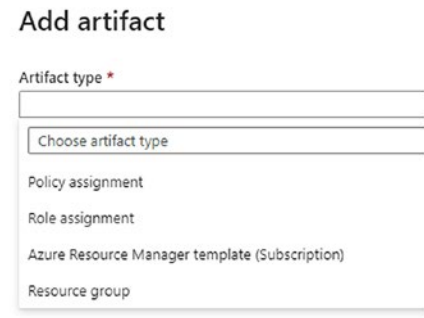 Add artifact
Artifact type *
Choose artifact type
Policy assignment
Role assignment
Azure Resource Manager template (Subscription)
Resource group